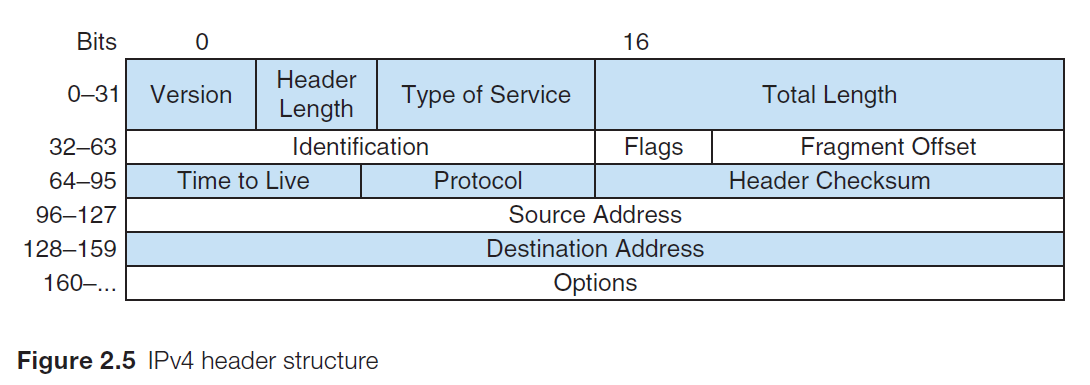 Bits 0 16
0–31 Version Header Length Type of Service Total Length
32–63 Identification Flags Fragment Offset
64–95 Time to Live Protocol Header Checksum
96–127 Source Address
128–159 Destination Address
160–... Options
Figure 2.5 IPv4 header structure